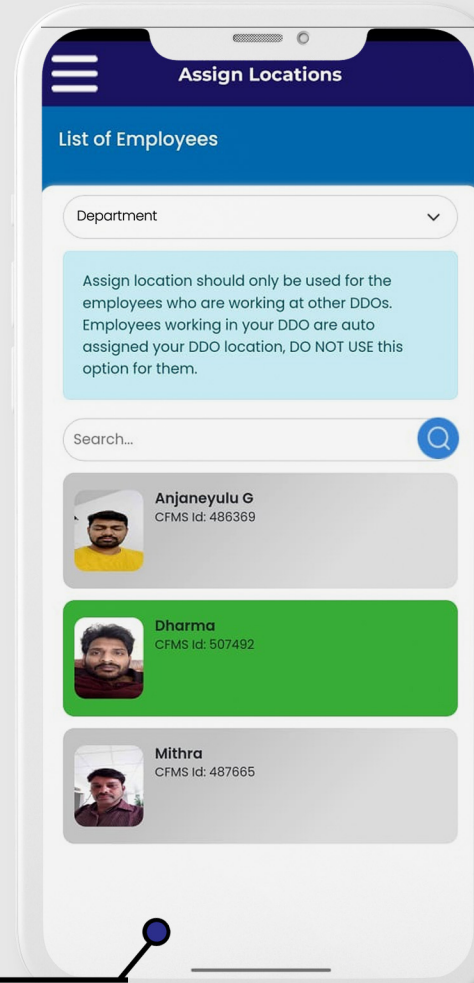 Assign Locations
List of Employees
Department
Assign location should only be used for the
employees who are working at other DDOs.
Employees working in your DDO are auto
assigned your DDO location, DO NOT USE this
option for them.
Search...
Anjaneyulu G
CFMS Id: 486369
Dharma
CFMS Id: 507492
Mithra
CFMS Id: 487665